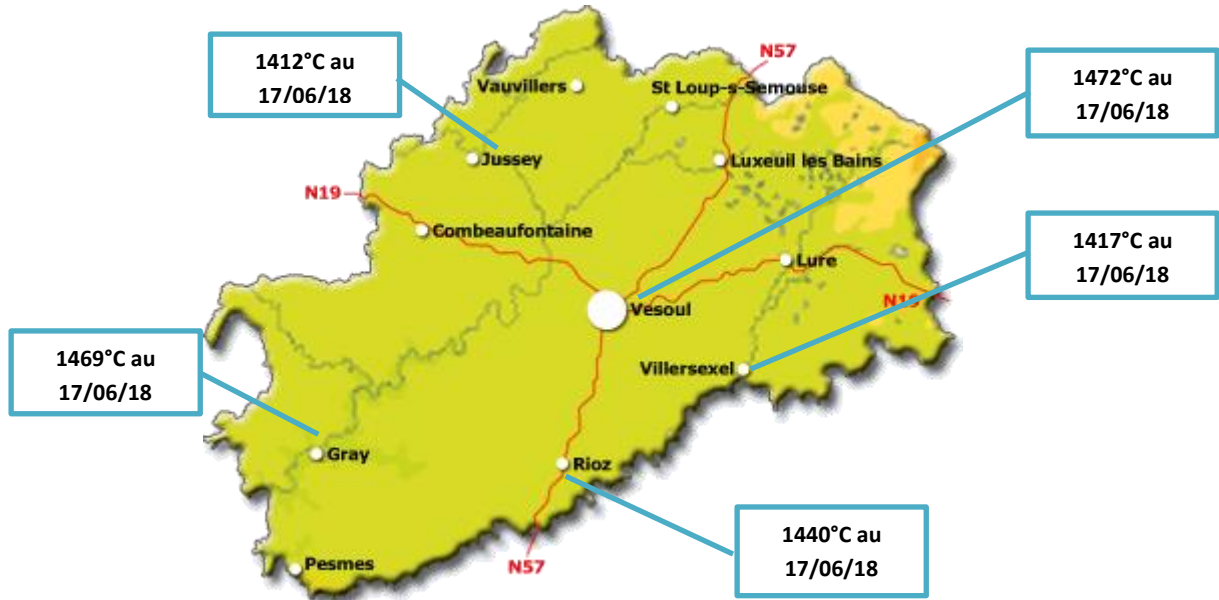 1412°C au
17/06/18
N57
1472°C au
17/06/18
Vauvillers
St Loup-s-Semouse
Jussey
Luxeuil les Bains
N19
Combeaufontaine
1417°C au
17/06/18
Lure
N19
Vesoul
1469°C au
17/06/18
Villersexel
Gray
Rioz
1440°C au
17/06/18
N57
Pesmes